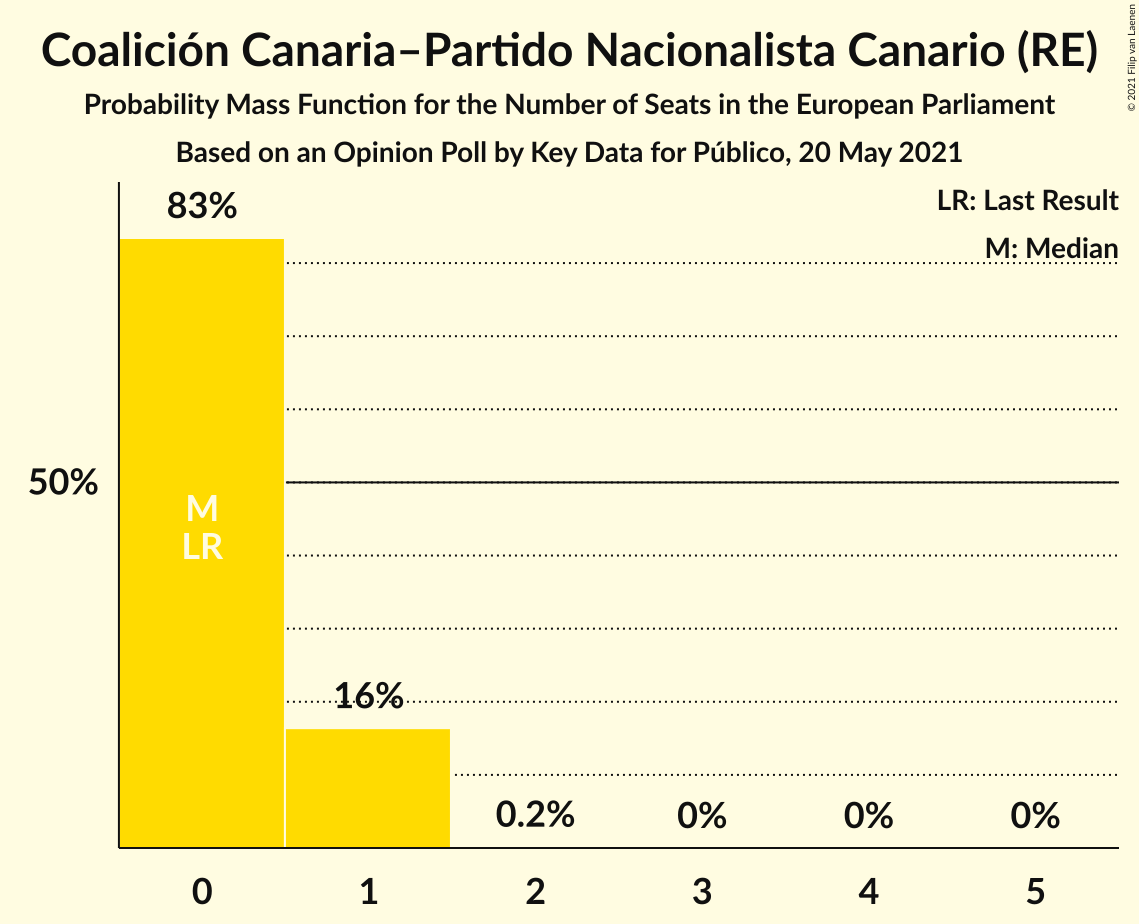 Coalición Canaria–Partido Nacionalista Canario (RE)
Probability Mass Function for the Number of Seats in the European Parliament
Based on an Opinion Poll by Key Data for Público, 20 May 2021
© 2021 Filip van Laenen
LR: Last Result
M: Median
83%
50%
M
LR
16%
0.2%
0%
0%
0%
0
1
2
3
4
5